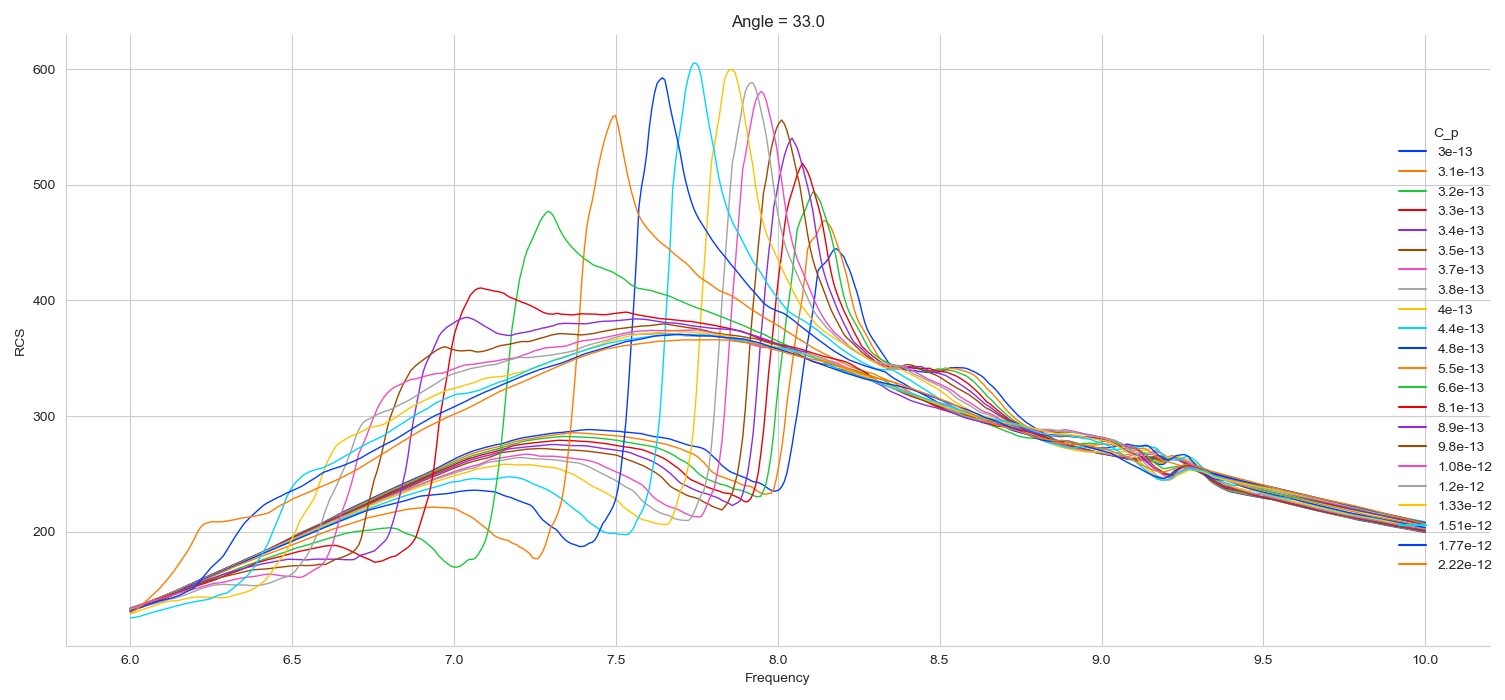 Angle = 33.0
600
500
400
300
200
RCS
6.0
6.5
7.0
7.5
8.0
8.5
9.0
9.5
10.0
Frequency
C_p
3e-13
3.1e-13
3.2e-13
3.3e-13
3.4e-13
3.5e-13
3.7e-13
3.8e-13
4e-13
4.4e-13
4.8e-13
5.5e-13
6.6e-13
8.1e-13
8.9e-13
9.8e-13
1.08e-12
1.2e-12
1.33e-12
1.51e-12
1.77e-12
2.22e-12